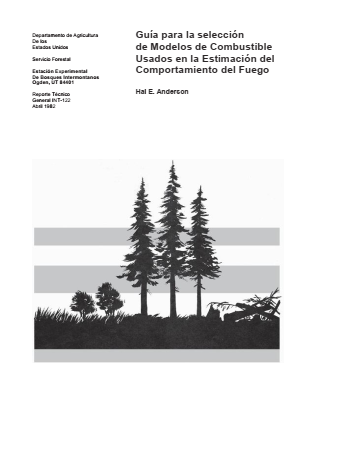 Departamento de Agricultura
De los
Estados Unidos
Servicio Forestal
Estación Experimental
De Bosques Intermontanos
Ogden, UT 84401
Reporte Técnico
General INT-122
Abril 1982
Guía para la selección
de Modelos de Combustible
Usados en la Estimación del
Comportamiento del Fuego
Hal E. Anderson